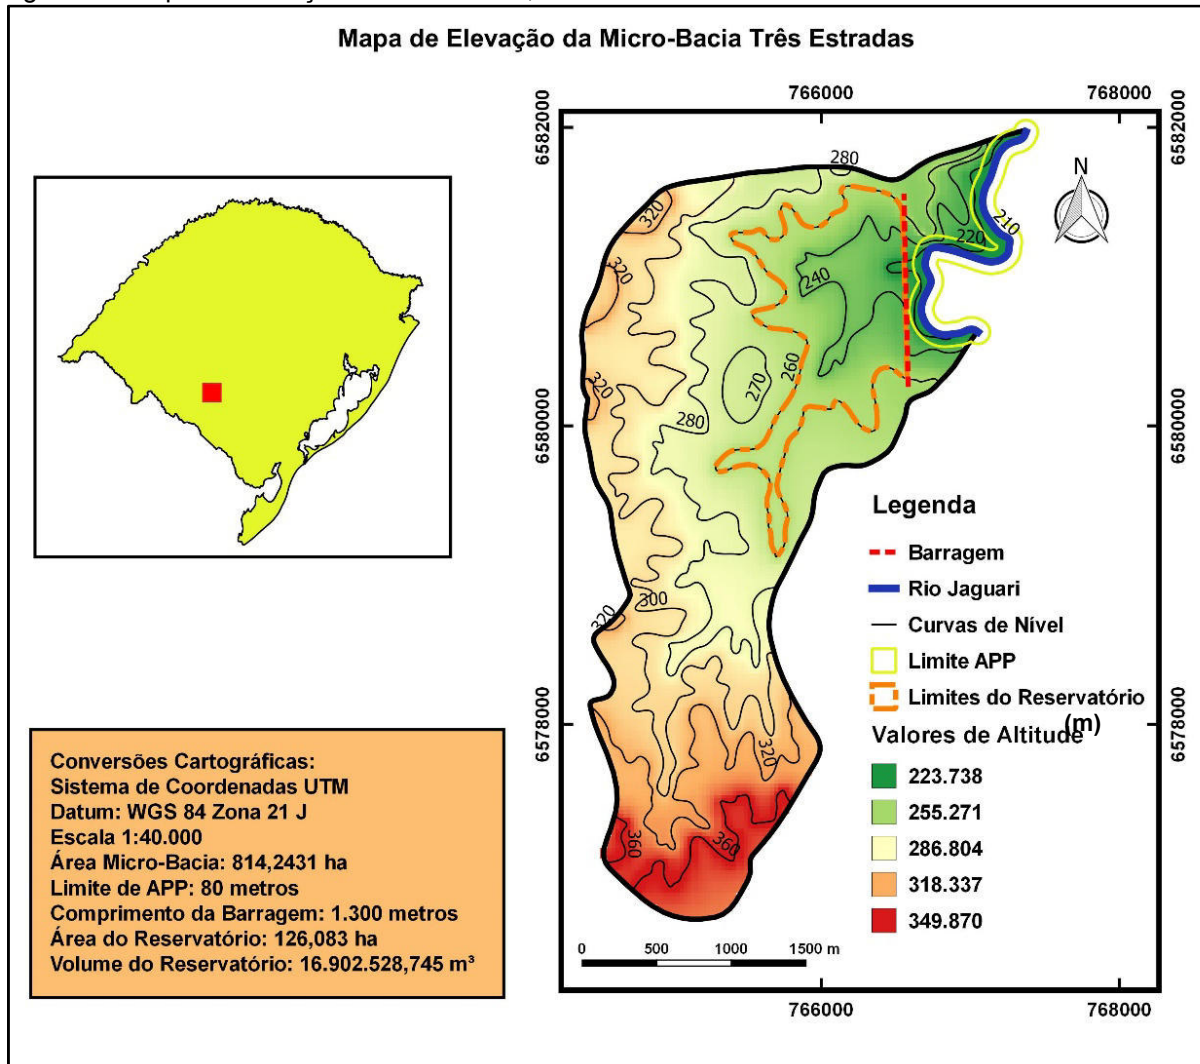 Mapa de Elevação da Micro-Bacia Três Estradas
766000
768000
6582000
6582000
6580000
6580000
6578000
6578000
766000
768000
N
280
320
320
320
240
260
270
280
220
210
300
320
320
360
360
Legenda
Barragem
Rio Jaguari
Curvas de Nível
Limite APP
Limites do Reservatório
(m)
Valores de Altitude
223.738
255.271
286.804
318.337
349.870
0 500 1000 1500 m
Conversões Cartográficas:
Sistema de Coordenadas UTM
Datum: WGS 84 Zona 21 J
Escala 1:40.000
Área Micro-Bacia: 814,2431 ha
Limite de APP: 80 metros
Comprimento da Barragem: 1.300 metros
Área do Reservatório: 126,083 ha
Volume do Reservatório: 16.902.528,745 m³